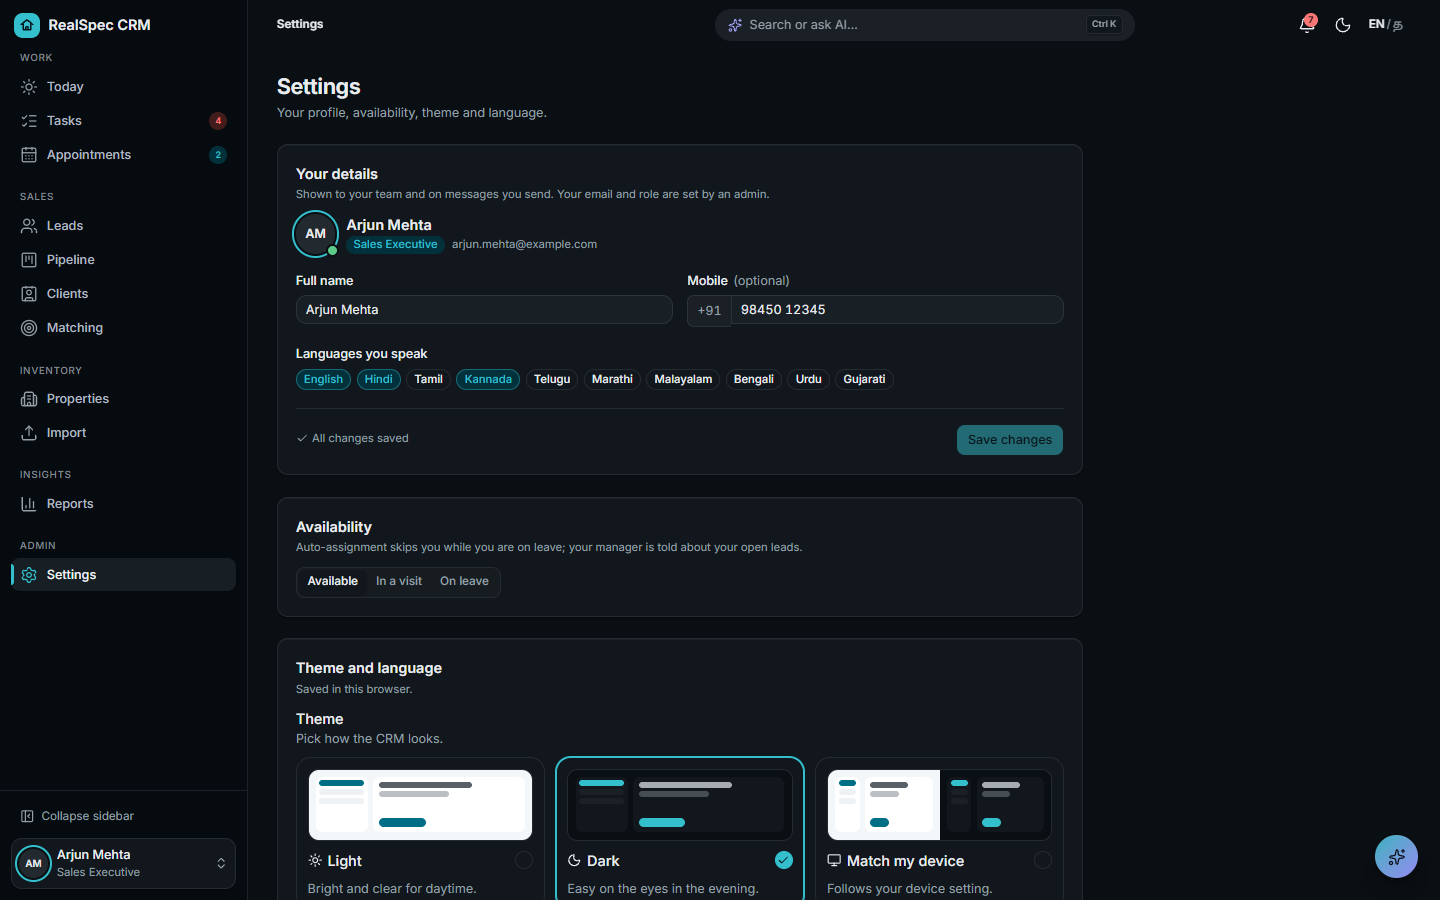 RealSpec CRM
WORK
Today
Tasks 4
Appointments 2
SALES
Leads
Pipeline
Clients
Matching
INVENTORY
Properties
Import
INSIGHTS
Reports
ADMIN
Settings
Collapse sidebar
AM Arjun Mehta
Sales Executive
Settings
Search or ask AI... Ctrl K
7
EN / த
Settings
Your profile, availability, theme and language.
Your details
Shown to your team and on messages you send. Your email and role are set by an admin.
AM Arjun Mehta
Sales Executive arjun.mehta@example.com
Full name Mobile (optional)
Arjun Mehta +91 98450 12345
Languages you speak
English Hindi Tamil Kannada Telugu Marathi Malayalam Bengali Urdu Gujarati
All changes saved Save changes
Availability
Auto-assignment skips you while you are on leave; your manager is told about your open leads.
Available In a visit On leave
Theme and language
Saved in this browser.
Theme
Pick how the CRM looks.
Light Dark Match my device
Bright and clear for daytime. Easy on the eyes in the evening. Follows your device setting.